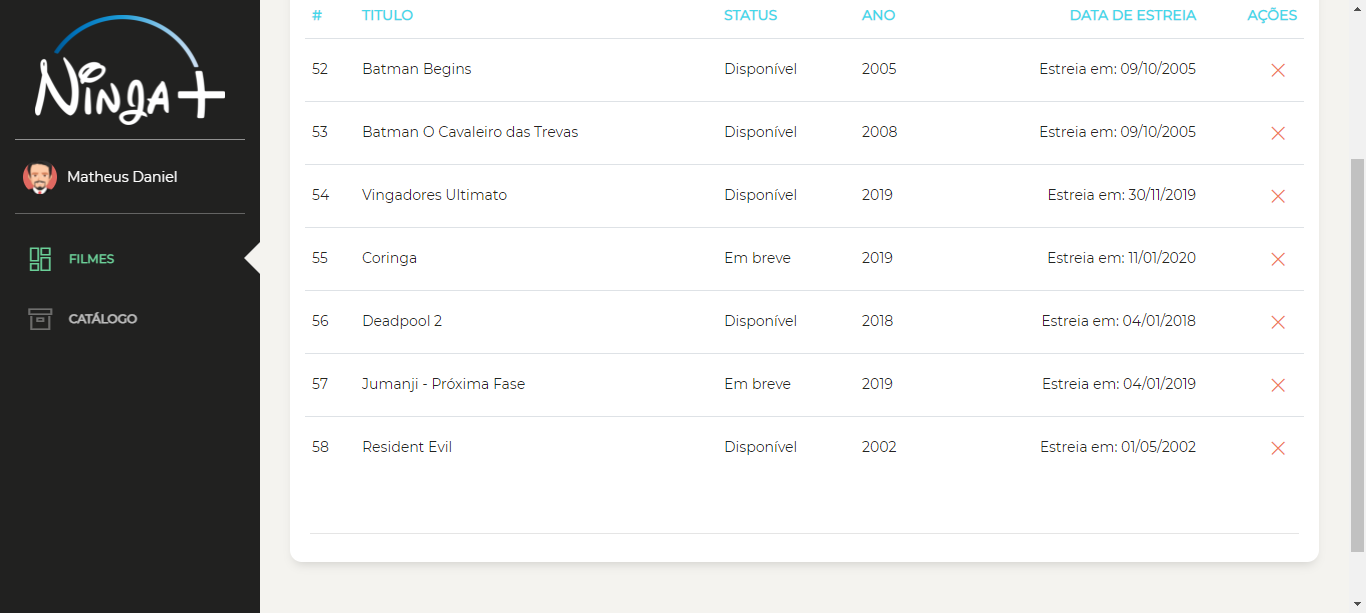 Ninja+
Matheus Daniel
FILMES
CATÁLOGO
# TITULO STATUS ANO DATA DE ESTREIA AÇÕES
52 Batman Begins Disponível 2005 Estreia em: 09/10/2005
53 Batman O Cavaleiro das Trevas Disponível 2008 Estreia em: 09/10/2005
54 Vingadores Ultimato Disponível 2019 Estreia em: 30/11/2019
55 Coringa Em breve 2019 Estreia em: 11/01/2020
56 Deadpool 2 Disponível 2018 Estreia em: 04/01/2018
57 Jumanji - Próxima Fase Em breve 2019 Estreia em: 04/01/2019
58 Resident Evil Disponível 2002 Estreia em: 01/05/2002